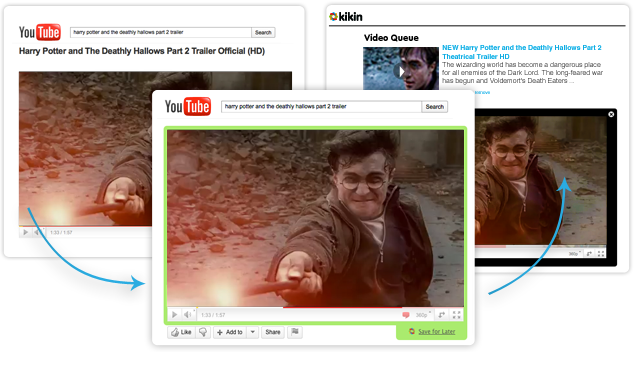 YouTube
harry potter and the deathly hallows part 2 trailer
Search
Harry Potter and The Deathly Hallows Part 2 Trailer Official (HD)
1:33 / 1:57
kikin
Video Queue
NEW Harry Potter and the Deathly Hallows Part 2
Theatrical Trailer HD
The wizarding world has become a dangerous place
for all enemies of the Dark Lord. The long-feared war
has begun and Voldemort's Death Eaters ...
YouTube
harry potter and the deathly hallows part 2 trailer
Search
1:33 / 1:57
360p
Like
Add to
Share
Save for Later
360p